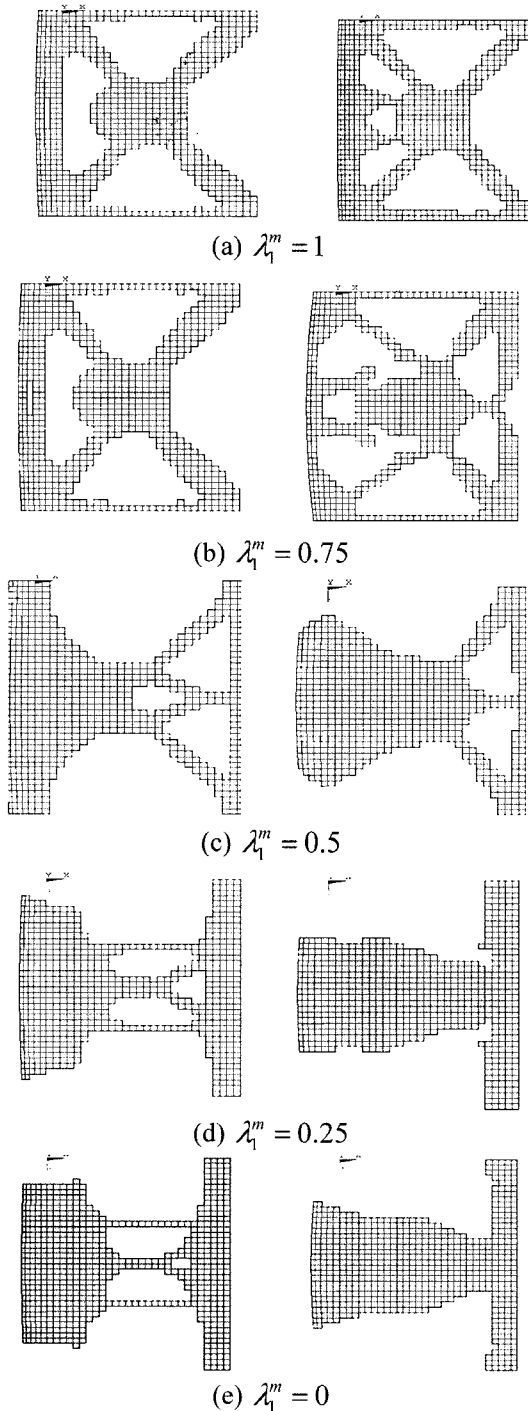 (a) λ₁ᵐ = 1
(b) λ₁ᵐ = 0.75
(c) λ₁ᵐ = 0.5
(d) λ₁ᵐ = 0.25
(e) λ₁ᵐ = 0